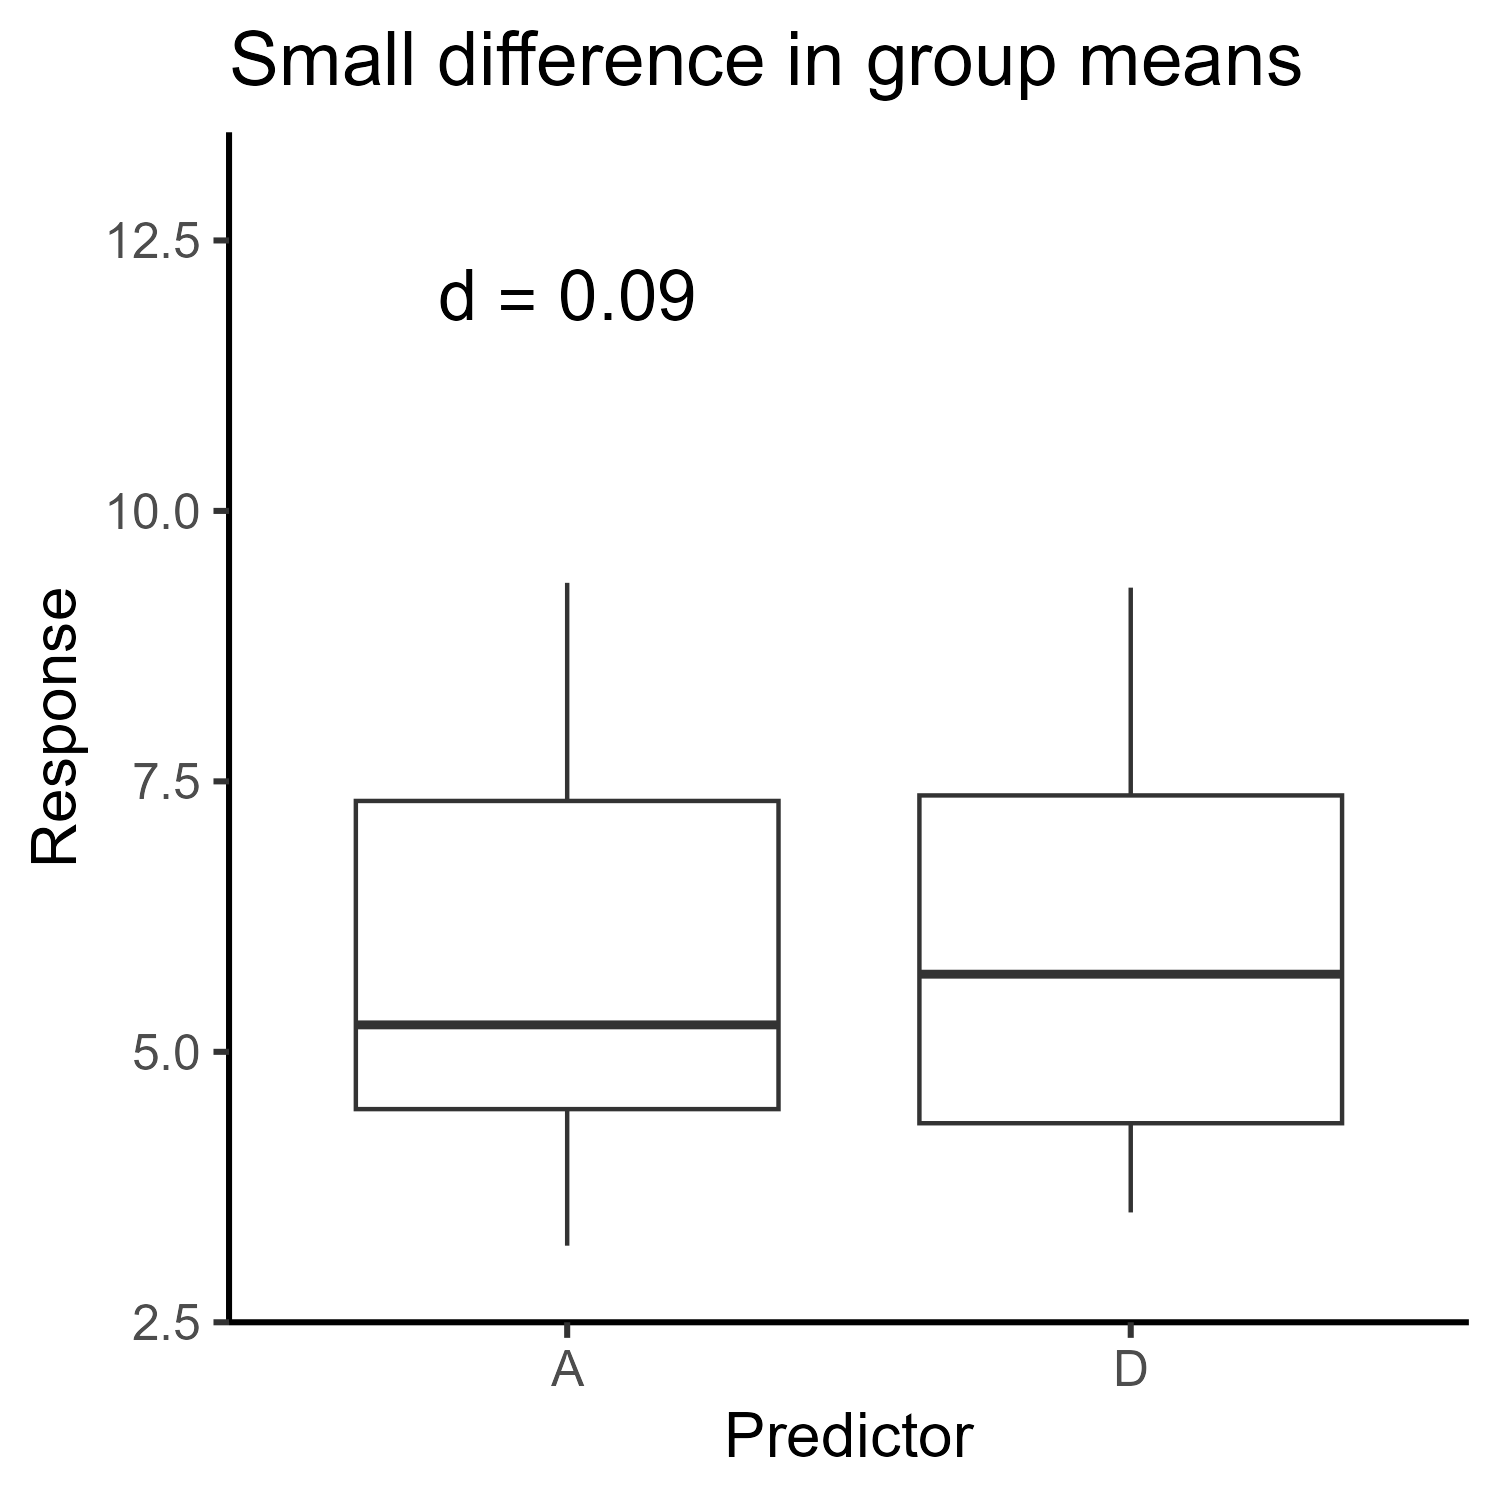 Small difference in group means
12.5
d = 0.09
10.0
7.5
5.0
2.5
Response
A D
Predictor